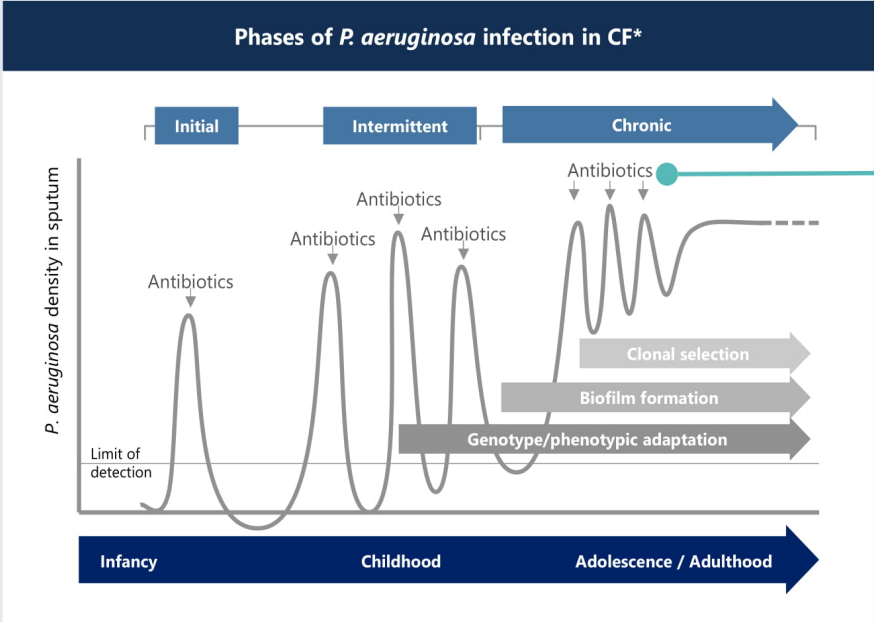 Phases of P. aeruginosa infection in CF*
Initial
Intermittent
Chronic
Antibiotics
Antibiotics
Antibiotics
Antibiotics
Antibiotics
P. aeruginosa density in sputum
Clonal selection
Biofilm formation
Genotype/phenotypic adaptation
Limit of
detection
Infancy
Childhood
Adolescence / Adulthood